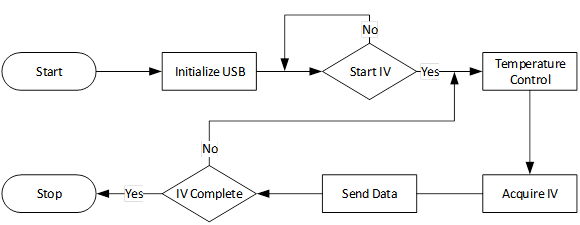 No
Start
Initialize USB
Start IV
Yes
Temperature
Control
No
Stop
Yes
IV Complete
Send Data
Acquire IV